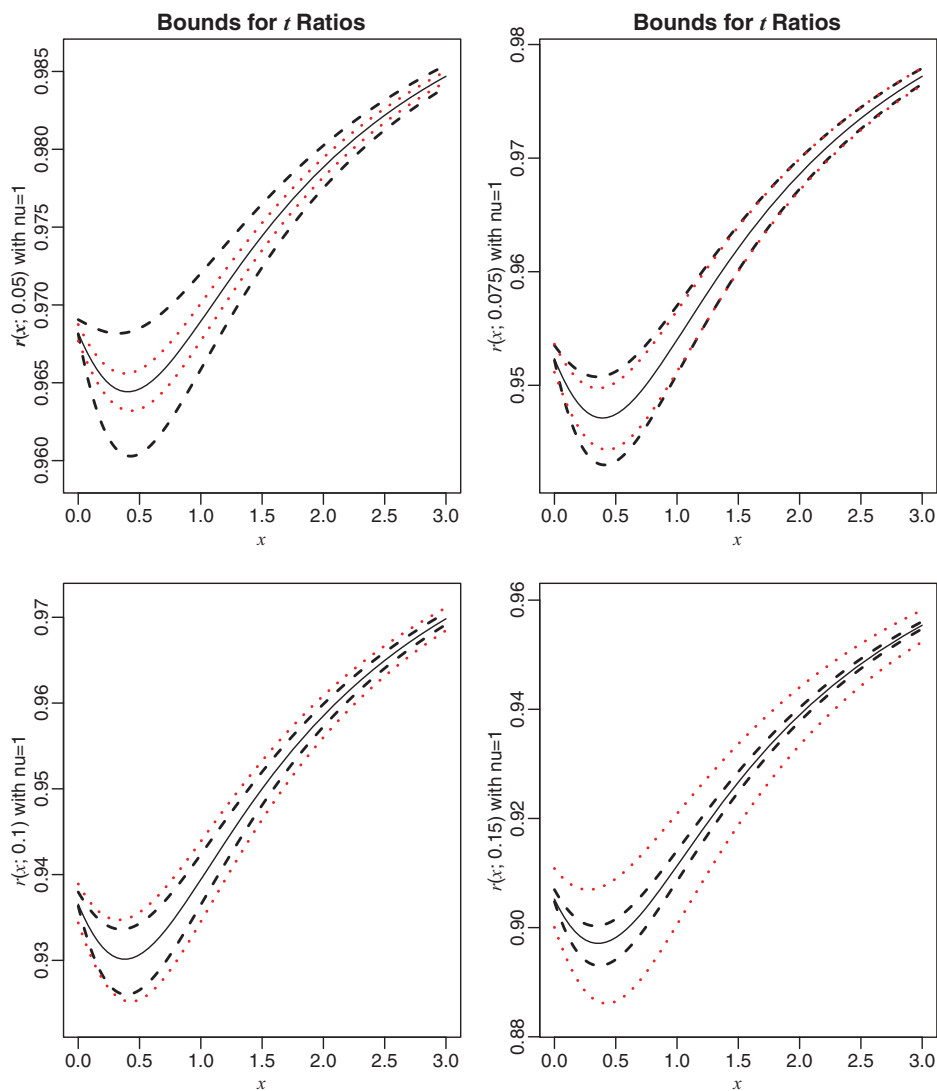 Bounds for t Ratios
r(x; 0.05) with nu=1
0.960 0.965 0.970 0.975 0.980 0.985
0.0 0.5 1.0 1.5 2.0 2.5 3.0
x
Bounds for t Ratios
r(x; 0.075) with nu=1
0.95 0.96 0.97 0.98
0.0 0.5 1.0 1.5 2.0 2.5 3.0
x
r(x; 0.1) with nu=1
0.93 0.94 0.95 0.96 0.97
0.0 0.5 1.0 1.5 2.0 2.5 3.0
x
r(x; 0.15) with nu=1
0.88 0.90 0.92 0.94 0.96
0.0 0.5 1.0 1.5 2.0 2.5 3.0
x